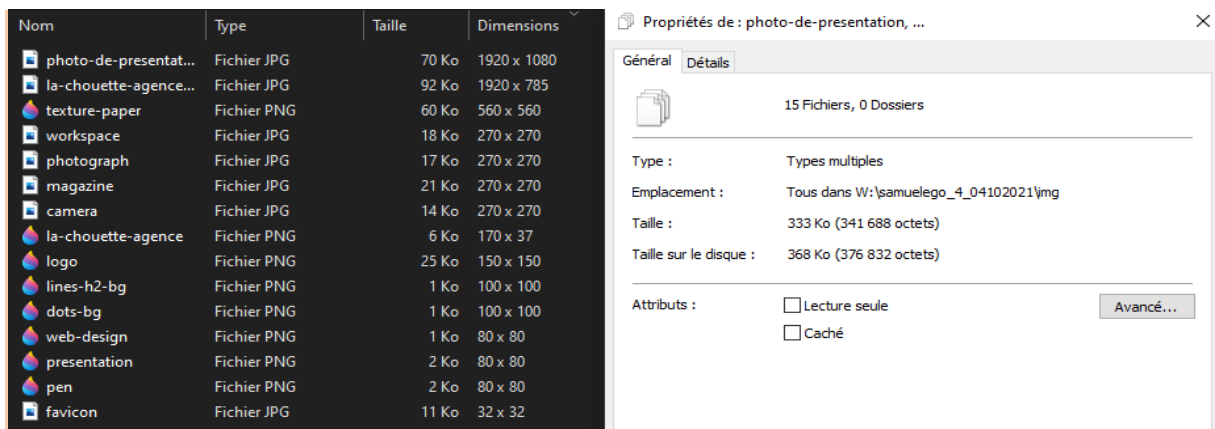 Nom Type Taille Dimensions
photo-de-presentat... Fichier JPG 70 Ko 1920 x 1080
la-chouette-agence... Fichier JPG 92 Ko 1920 x 785
texture-paper Fichier PNG 60 Ko 560 x 560
workspace Fichier JPG 18 Ko 270 x 270
photograph Fichier JPG 17 Ko 270 x 270
magazine Fichier JPG 21 Ko 270 x 270
camera Fichier JPG 14 Ko 270 x 270
la-chouette-agence Fichier PNG 6 Ko 170 x 37
logo Fichier PNG 25 Ko 150 x 150
lines-h2-bg Fichier PNG 1 Ko 100 x 100
dots-bg Fichier PNG 1 Ko 100 x 100
web-design Fichier PNG 1 Ko 80 x 80
presentation Fichier PNG 2 Ko 80 x 80
pen Fichier PNG 2 Ko 80 x 80
favicon Fichier JPG 11 Ko 32 x 32
Propriétés de : photo-de-presentation, ...
Général Détails
15 Fichiers, 0 Dossiers
Type : Types multiples
Emplacement : Tous dans W:\samuelego_4_04102021\img
Taille : 333 Ko (341 688 octets)
Taille sur le disque : 368 Ko (376 832 octets)
Attributs : Lecture seule Avancé...
Caché